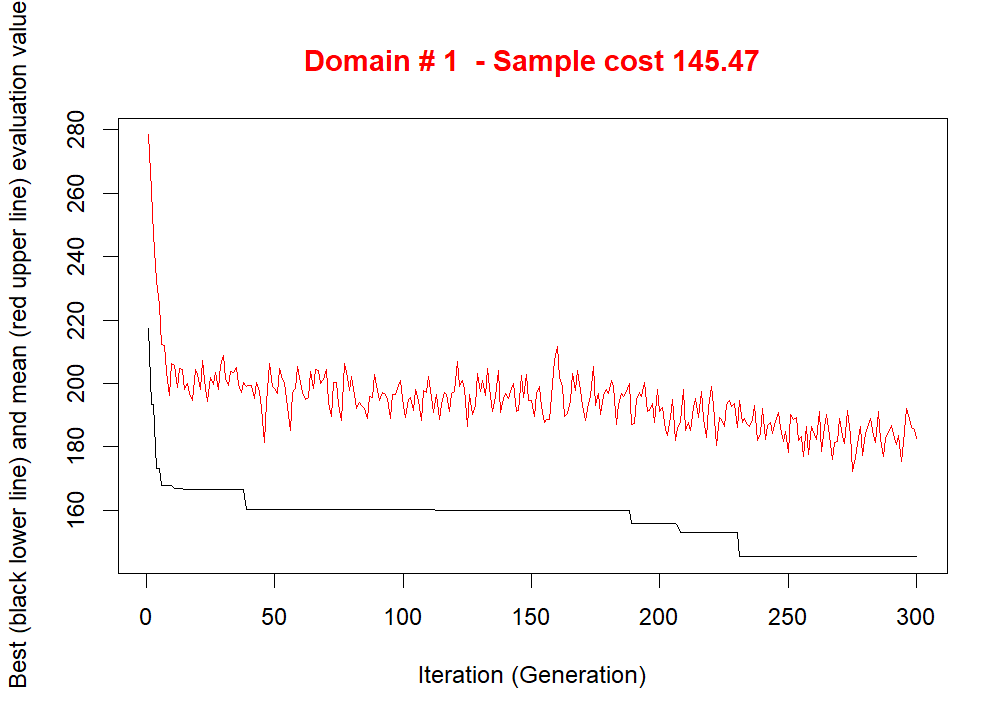 Domain # 1  - Sample cost 145.47
Best (black lower line) and mean (red upper line) evaluation value
280
260
240
220
200
180
160
0 50 100 150 200 250 300
Iteration (Generation)